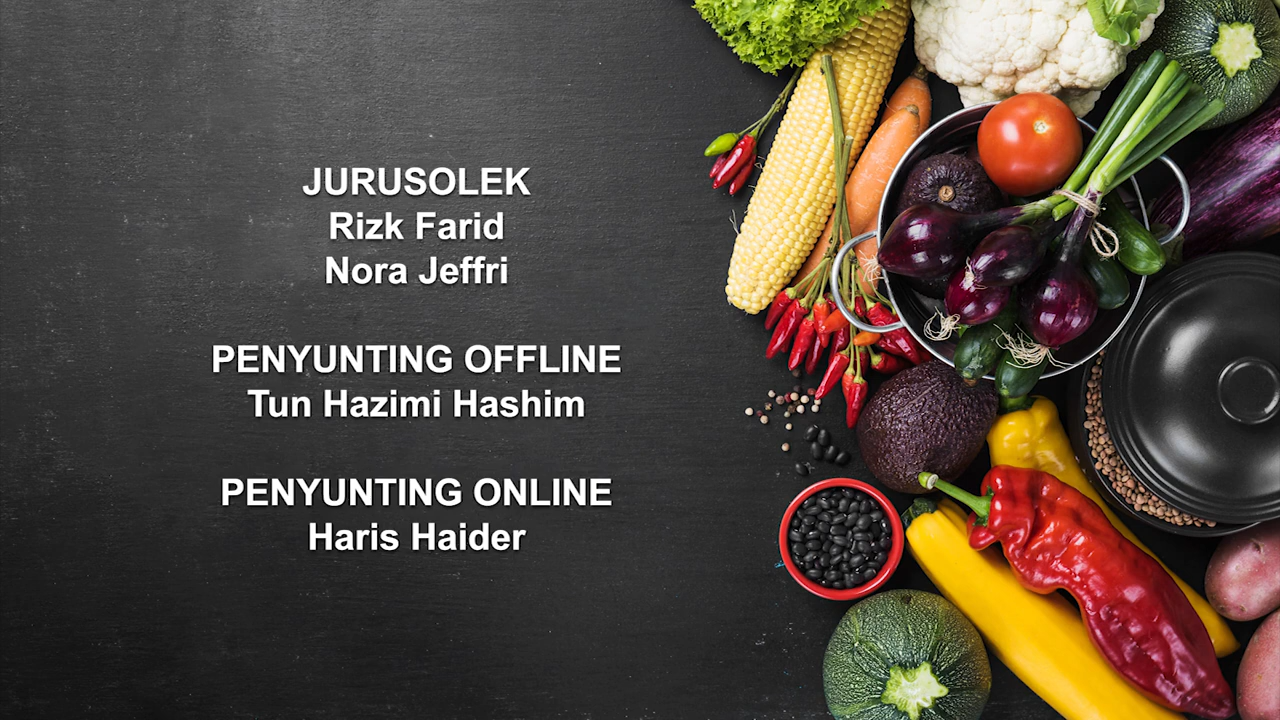 JURUSOLEK
Rizk Farid
Nora Jeffri
PENYUNTING OFFLINE
Tun Hazimi Hashim
PENYUNTING ONLINE
Haris Haider